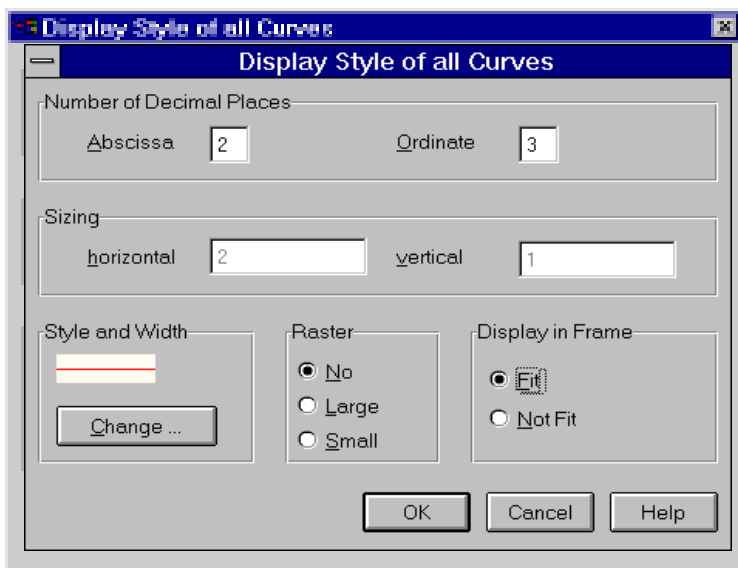 Display Style of all Curves
Display Style of all Curves
Number of Decimal Places
Abscissa 2 Ordinate 3
Sizing
horizontal 2 vertical 1
Style and Width Raster Display in Frame
No
Fit
Large
Change ... Not Fit
Small
OK Cancel Help